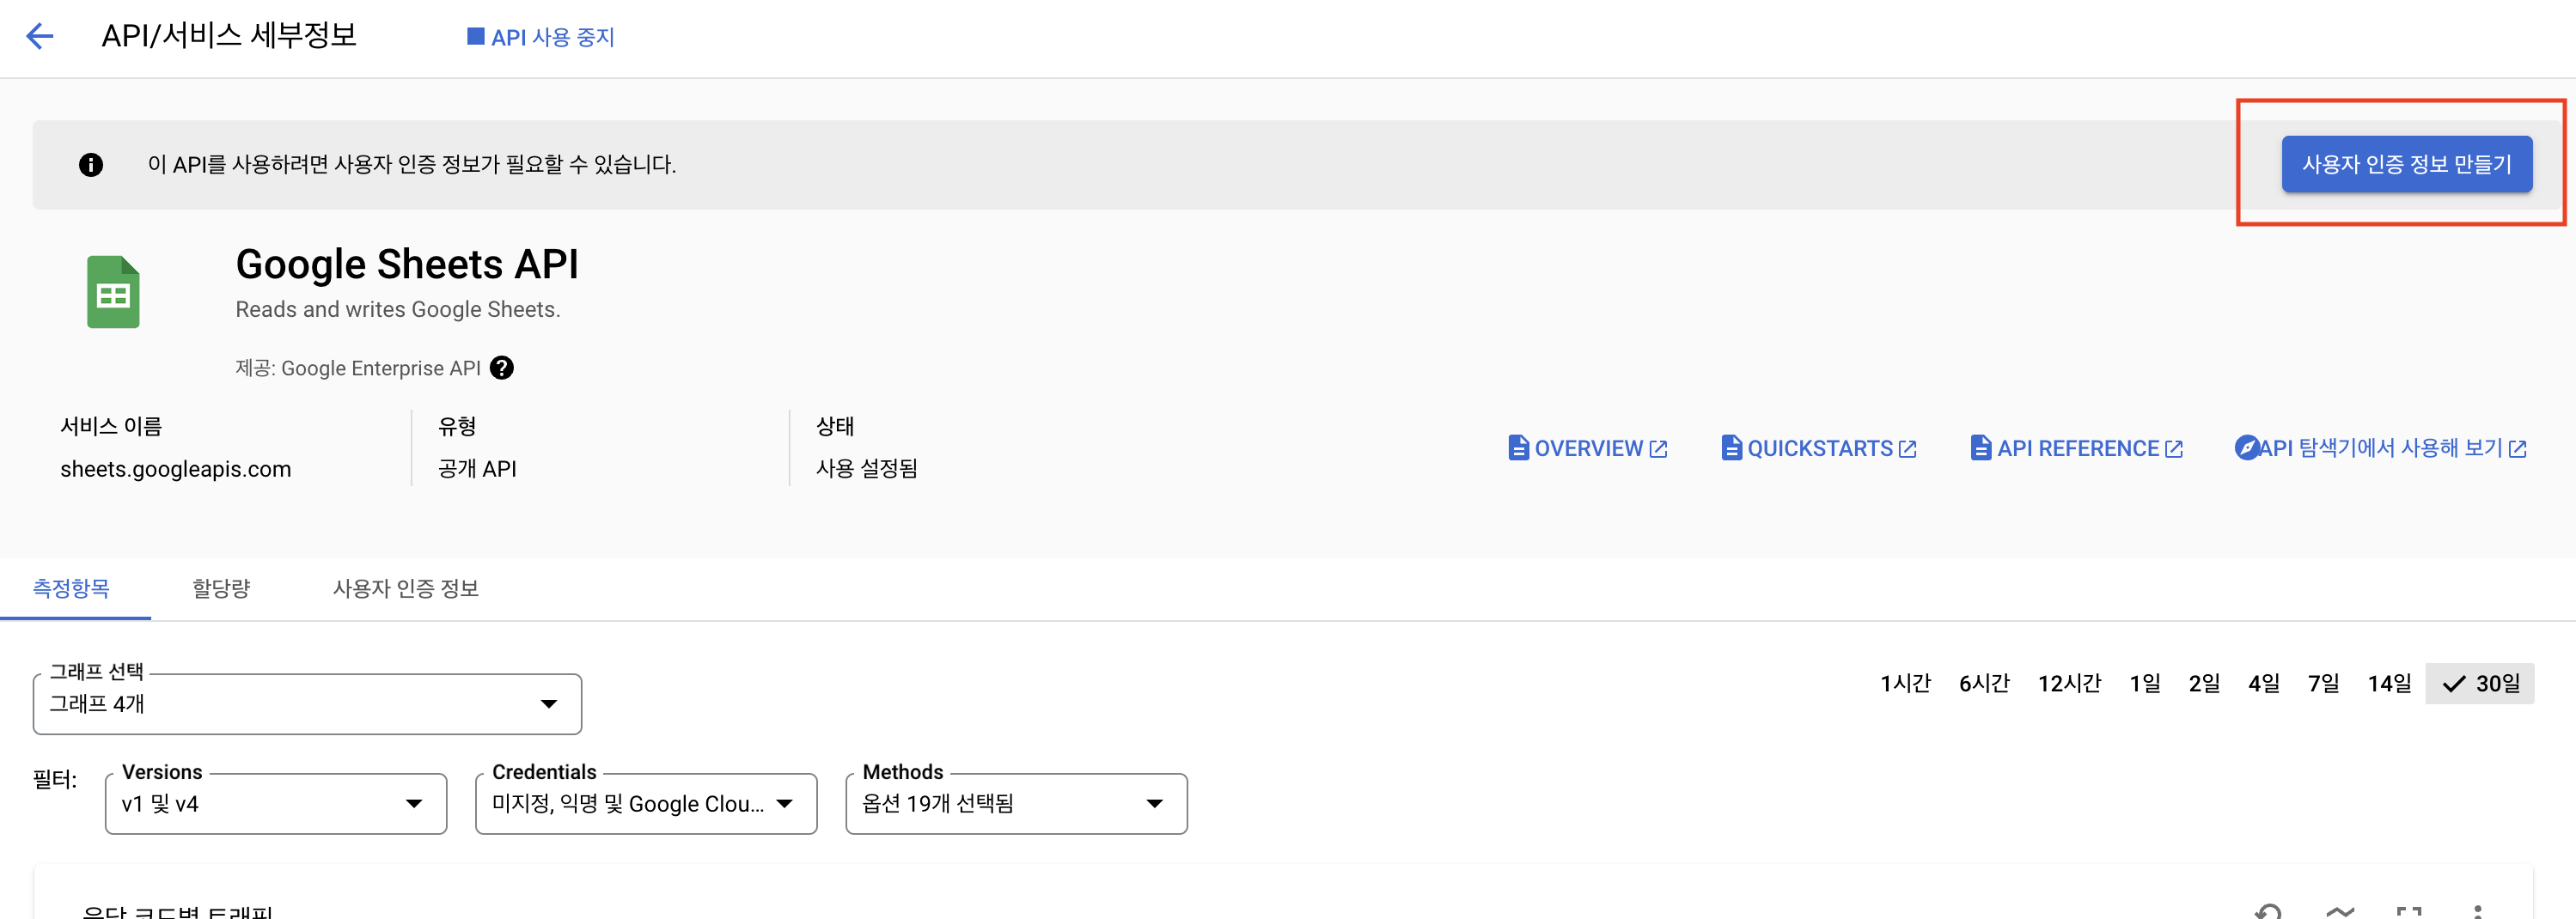 API/서비스 세부정보
API 사용 중지
이 API를 사용하려면 사용자 인증 정보가 필요할 수 있습니다.
사용자 인증 정보 만들기
Google Sheets API
Reads and writes Google Sheets.
제공: Google Enterprise API
서비스 이름
sheets.googleapis.com
유형
공개 API
상태
사용 설정됨
OVERVIEW
QUICKSTARTS
API REFERENCE
API 탐색기에서 사용해 보기
측정항목
할당량
사용자 인증 정보
그래프 선택
그래프 4개
1시간 6시간 12시간 1일 2일 4일 7일 14일 30일
필터:
Versions
v1 및 v4
Credentials
미지정, 익명 및 Google Clou...
Methods
옵션 19개 선택됨
응답 코드별 트래픽